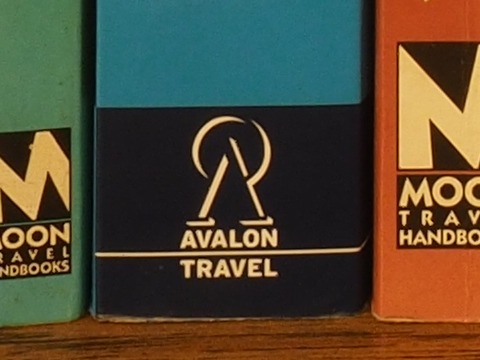 M
MOON
TRAVEL
HANDBOOKS
AVALON
TRAVEL
M
MOO
TRAV
HANDBO